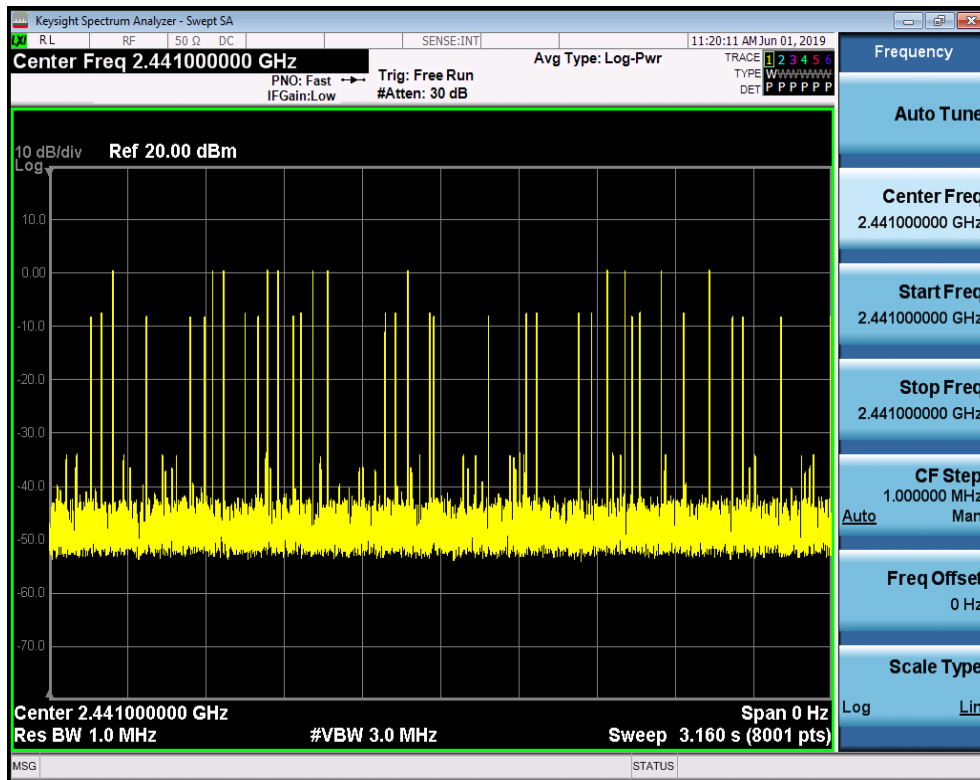 Keysight Spectrum Analyzer - Swept SA
LXI RL RF 50 Ω DC SENSE:INT 11:20:11 AM Jun 01, 2019
Center Freq 2.441000000 GHz Avg Type: Log-Pwr TRACE 1 2 3 4 5 6
PNO: Fast Trig: Free Run TYPE WWWWWW
IFGain:Low #Atten: 30 dB DET P P P P P P
10 dB/div Ref 20.00 dBm
Log
10.0
0.00
-10.0
-20.0
-30.0
-40.0
-50.0
-60.0
-70.0
Center 2.441000000 GHz Span 0 Hz
Res BW 1.0 MHz #VBW 3.0 MHz Sweep 3.160 s (8001 pts)
MSG STATUS
Frequency
Auto Tune
Center Freq
2.441000000 GHz
Start Freq
2.441000000 GHz
Stop Freq
2.441000000 GHz
CF Step
1.000000 MHz
Auto Man
Freq Offset
0 Hz
Scale Type
Log Lin